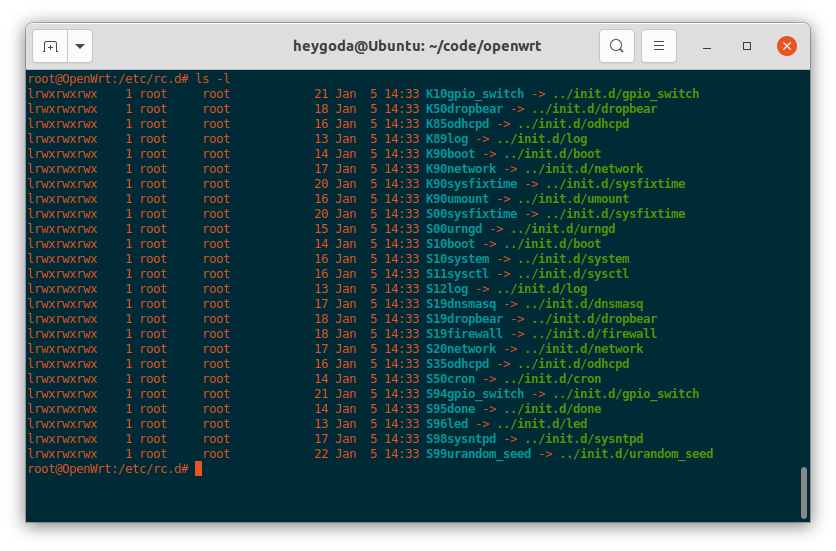 heygoda@Ubuntu: ~/code/openwrt
root@OpenWrt:/etc/rc.d# ls -l
lrwxrwxrwx    1 root     root            21 Jan  5 14:33 K10gpio_switch -> ../init.d/gpio_switch
lrwxrwxrwx    1 root     root            18 Jan  5 14:33 K50dropbear -> ../init.d/dropbear
lrwxrwxrwx    1 root     root            16 Jan  5 14:33 K85odhcpd -> ../init.d/odhcpd
lrwxrwxrwx    1 root     root            13 Jan  5 14:33 K89log -> ../init.d/log
lrwxrwxrwx    1 root     root            14 Jan  5 14:33 K90boot -> ../init.d/boot
lrwxrwxrwx    1 root     root            17 Jan  5 14:33 K90network -> ../init.d/network
lrwxrwxrwx    1 root     root            20 Jan  5 14:33 K90sysfixtime -> ../init.d/sysfixtime
lrwxrwxrwx    1 root     root            16 Jan  5 14:33 K90umount -> ../init.d/umount
lrwxrwxrwx    1 root     root            20 Jan  5 14:33 S00sysfixtime -> ../init.d/sysfixtime
lrwxrwxrwx    1 root     root            15 Jan  5 14:33 S00urngd -> ../init.d/urngd
lrwxrwxrwx    1 root     root            14 Jan  5 14:33 S10boot -> ../init.d/boot
lrwxrwxrwx    1 root     root            16 Jan  5 14:33 S10system -> ../init.d/system
lrwxrwxrwx    1 root     root            16 Jan  5 14:33 S11sysctl -> ../init.d/sysctl
lrwxrwxrwx    1 root     root            13 Jan  5 14:33 S12log -> ../init.d/log
lrwxrwxrwx    1 root     root            17 Jan  5 14:33 S19dnsmasq -> ../init.d/dnsmasq
lrwxrwxrwx    1 root     root            18 Jan  5 14:33 S19dropbear -> ../init.d/dropbear
lrwxrwxrwx    1 root     root            18 Jan  5 14:33 S19firewall -> ../init.d/firewall
lrwxrwxrwx    1 root     root            17 Jan  5 14:33 S20network -> ../init.d/network
lrwxrwxrwx    1 root     root            16 Jan  5 14:33 S35odhcpd -> ../init.d/odhcpd
lrwxrwxrwx    1 root     root            14 Jan  5 14:33 S50cron -> ../init.d/cron
lrwxrwxrwx    1 root     root            21 Jan  5 14:33 S94gpio_switch -> ../init.d/gpio_switch
lrwxrwxrwx    1 root     root            14 Jan  5 14:33 S95done -> ../init.d/done
lrwxrwxrwx    1 root     root            13 Jan  5 14:33 S96led -> ../init.d/led
lrwxrwxrwx    1 root     root            17 Jan  5 14:33 S98sysntpd -> ../init.d/sysntpd
lrwxrwxrwx    1 root     root            22 Jan  5 14:33 S99urandom_seed -> ../init.d/urandom_seed
root@OpenWrt:/etc/rc.d#